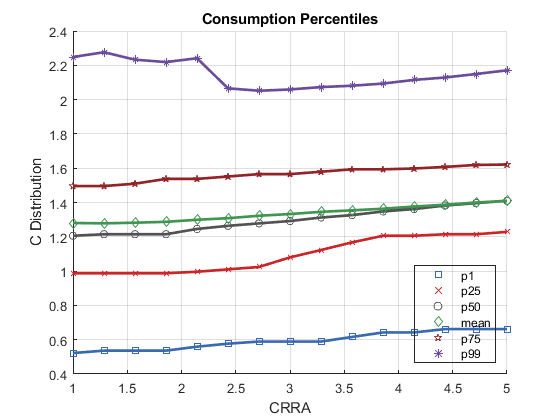 Consumption Percentiles
2.4
2.2
2
1.8
1.6
1.4
1.2
1
0.8
0.6
0.4
C Distribution
p1
p25
p50
mean
p75
p99
1 1.5 2 2.5 3 3.5 4 4.5 5
CRRA